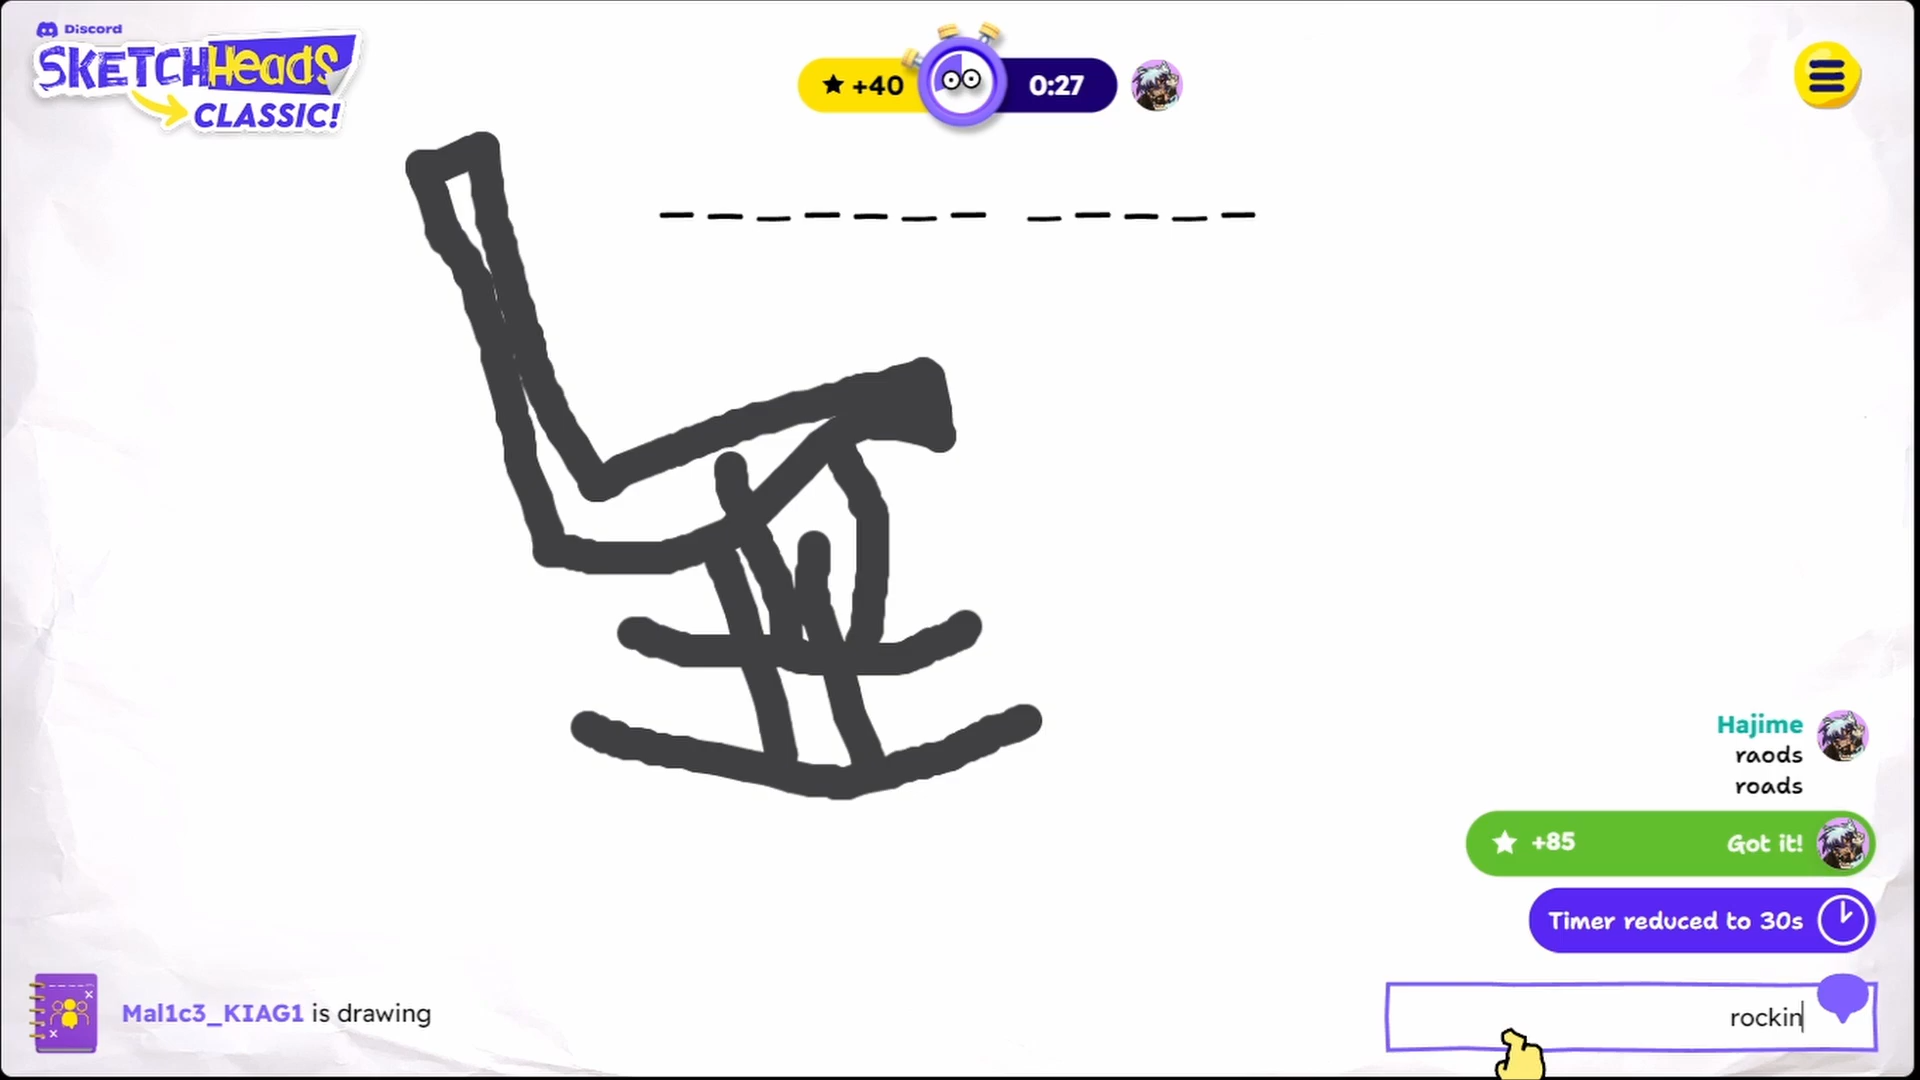 Discord
SKETCHHeadS
CLASSIC!
+40
0:27
Hajime
raods
roads
+85 Got it!
Timer reduced to 30s
rockin
Mal1c3_KIAG1 is drawing